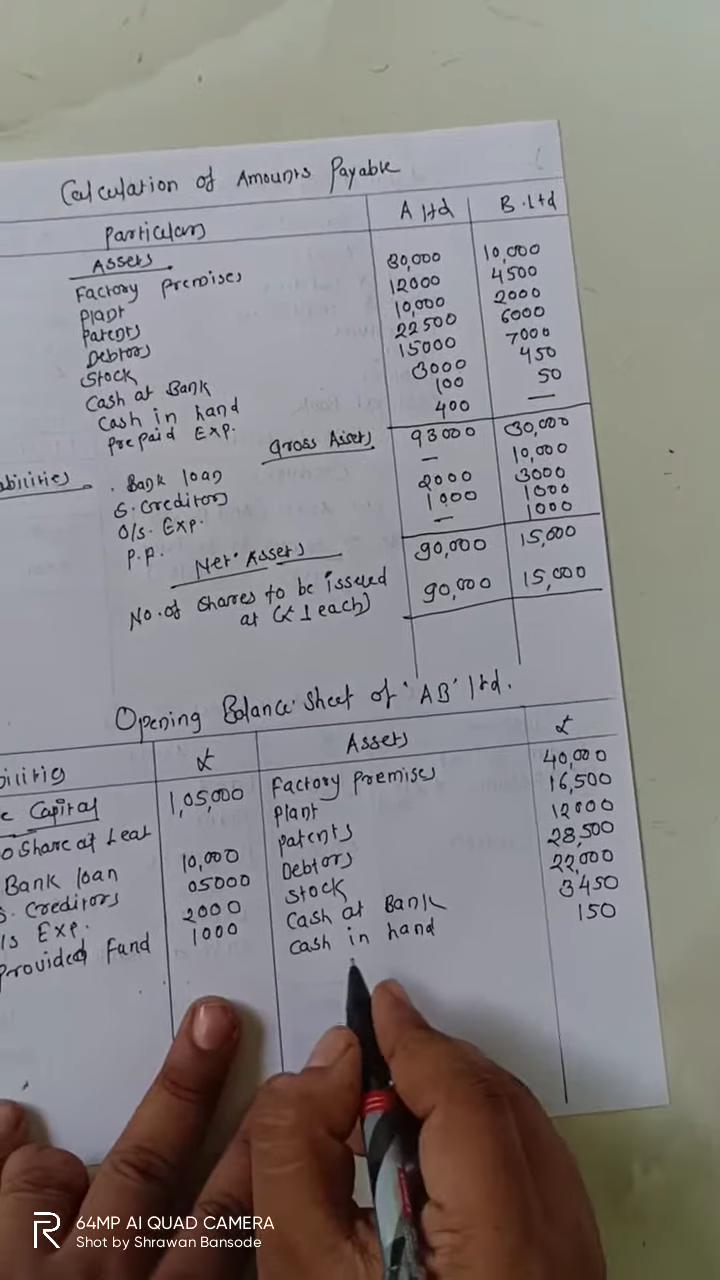 Calculation of Amounts Payable
Particulars A ltd B.Ltd
Assets
Factory Premises 30,000 10,000
Plant 12000 4500
Patents 10,000 2000
Debtors 22500 6000
Stock 15000 7000
Cash at Bank 3000 450
Cash in hand 100 50
Prepaid Exp. 400 —
Gross Assets 93000 30,000
abilities . Bank loan — 10,000
S. Creditors 2000 3000
O/s. Exp. 1000 1000
P.P. — 1000
Net Assets 90,000 15,000
No. of Shares to be issued
at (₹ 1 each) 90,000 15,000
Opening Balance Sheet of 'AB' ltd.
₹ Assets ₹
Capital 1,05,000 Factory Premises 40,000
Share at 1 eat Plant 16,500
Bank loan 10,000 Patents 12000
S. Creditors 05000 Debtors 28,500
/s Exp. 2000 Stock 22,000
Provided Fund 1000 Cash at Bank 3450
Cash in hand 150
64MP AI QUAD CAMERA
Shot by Shrawan Bansode